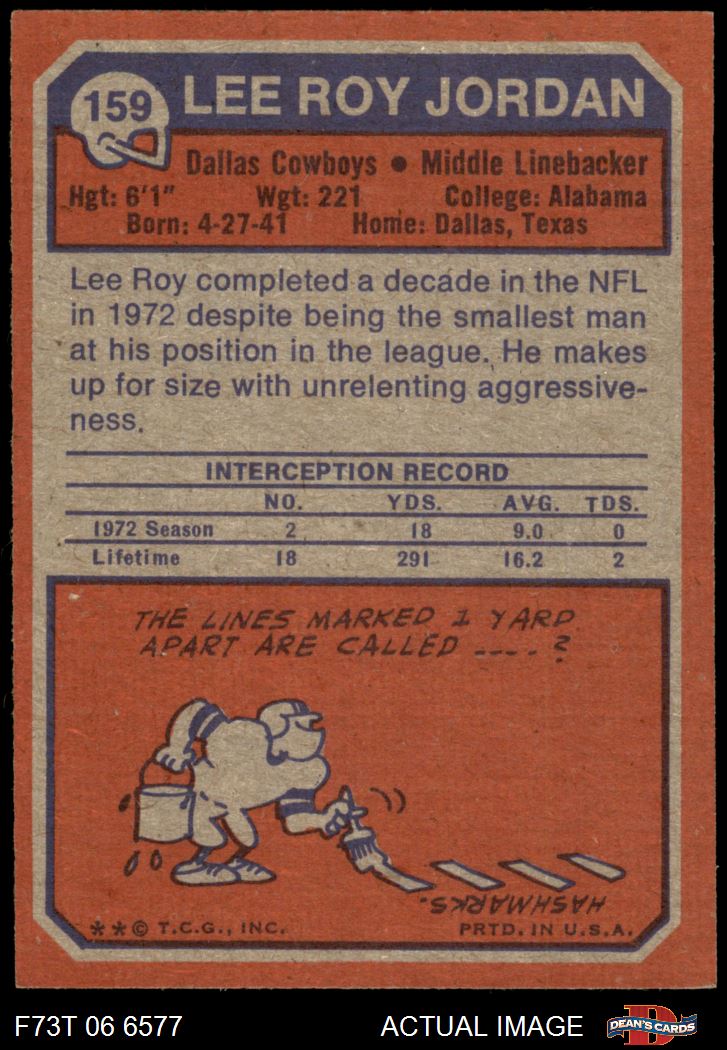 159 LEE ROY JORDAN
Dallas Cowboys ● Middle Linebacker
Hgt: 6'1" Wgt: 221 College: Alabama
Born: 4-27-41 Home: Dallas, Texas
Lee Roy completed a decade in the NFL
in 1972 despite being the smallest man
at his position in the league. He makes
up for size with unrelenting aggressive-
ness.
INTERCEPTION RECORD
NO. YDS. AVG. TDS.
1972 Season 2 18 9.0 0
Lifetime 18 291 16.2 2
THE LINES MARKED 1 YARD
APART ARE CALLED ----?
HASHMARKS.
**© T.C.G., INC. PRTD. IN U.S.A.
F73T 06 6577 ACTUAL IMAGE DEAN'S CARDS